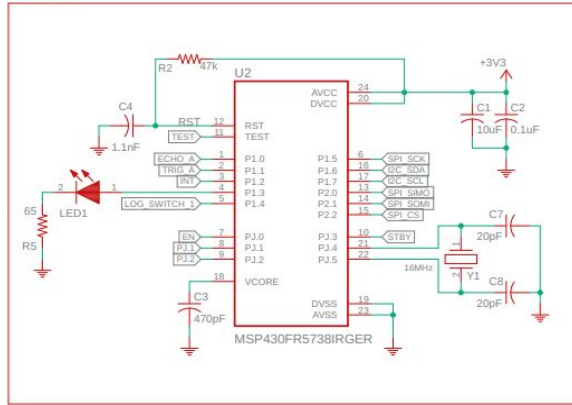 R2
47k
+3V3
U2
C4
1.1nF
RST
TEST
12
11
RST
TEST
AVCC
DVCC
24
20
C1
10uF
C2
0.1uF
ECHO_A
TRIG_A
INT
LOG_SWITCH_1
1
2
3
4
5
P1.0
P1.1
P1.2
P1.3
P1.4
P1.5
P1.6
P1.7
P2.0
P2.1
P2.2
6
16
17
13
14
15
SPI_SCK
I2C_SDA
I2C_SCL
SPI_SIMO
SPI_SOMI
SPI_CS
2
1
LED1
65
R5
EN
PJ.1
PJ.2
7
8
9
PJ.0
PJ.1
PJ.2
PJ.3
PJ.4
PJ.5
10
21
22
STBY
16MHz
1
2
Y1
C7
20pF
C8
20pF
18
VCORE
C3
470pF
DVSS
AVSS
19
23
MSP430FR5738IRGER